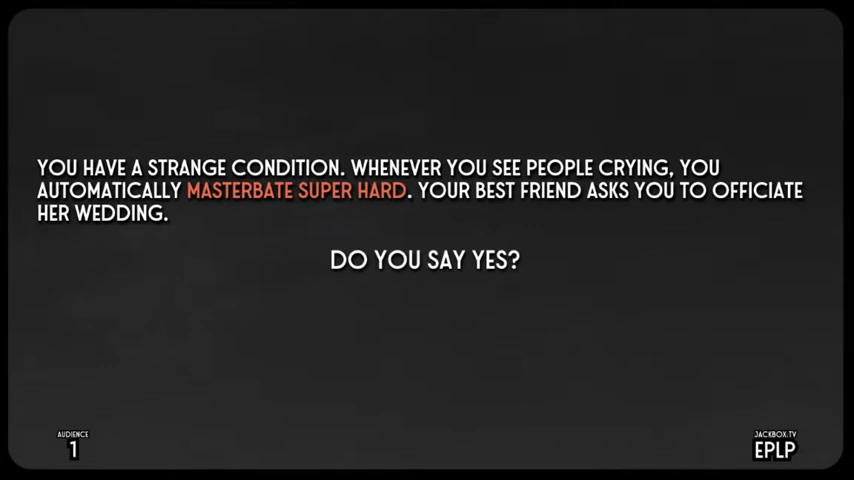 YOU HAVE A STRANGE CONDITION. WHENEVER YOU SEE PEOPLE CRYING, YOU
AUTOMATICALLY MASTERBATE SUPER HARD. YOUR BEST FRIEND ASKS YOU TO OFFICIATE
HER WEDDING.
DO YOU SAY YES?
AUDIENCE
1
JACKBOX.TV
EPLP